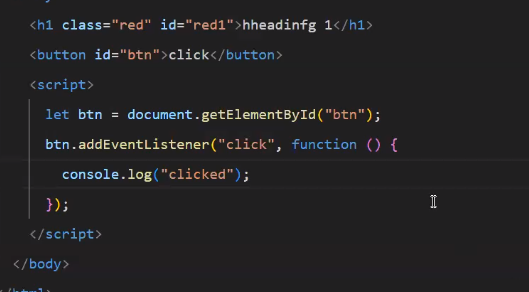 <h1 class="red" id="red1">hheadinfg 1</h1>
<button id="btn">click</button>
<script>
let btn = document.getElementById("btn");
btn.addEventListener("click", function () {
console.log("clicked");
});
</script>
</body>
</html>